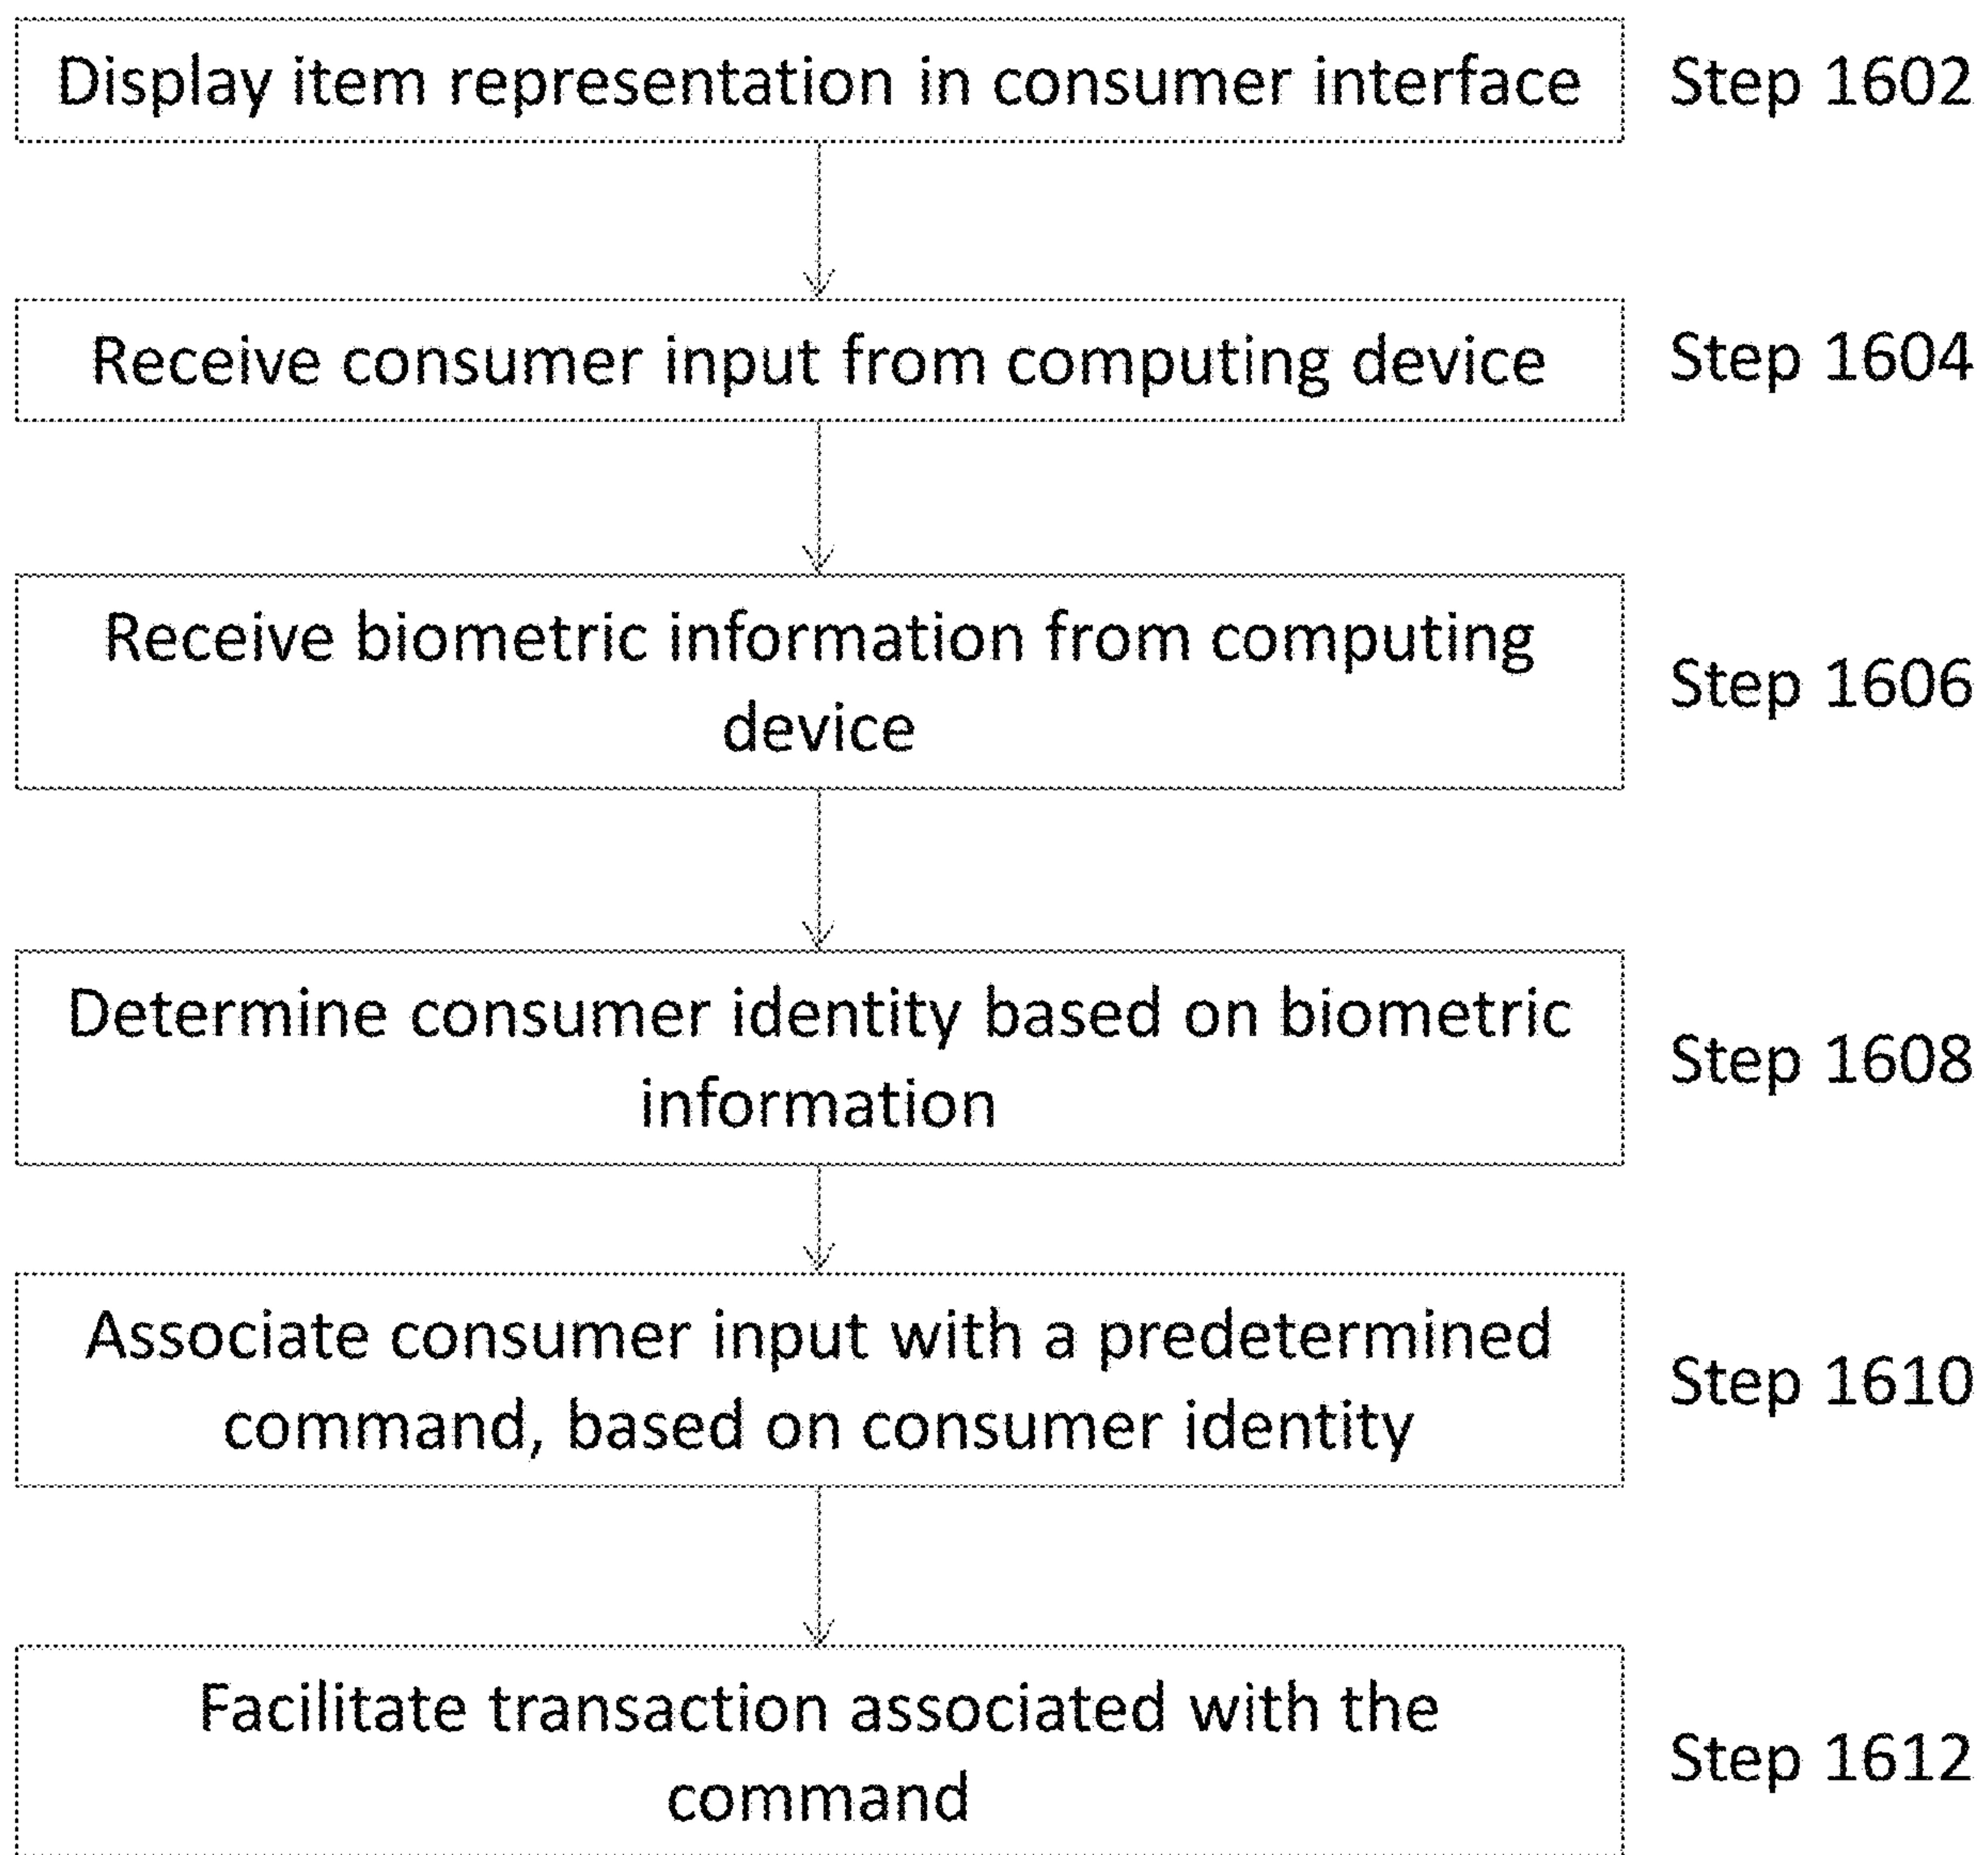 Display item representation in consumer interface Step 1602
Receive consumer input from computing device Step 1604
Receive biometric information from computing
device
Step 1606
Determine consumer identity based on biometric
information
Step 1608
Associate consumer input with a predetermined
command, based on consumer identity
Step 1610
Facilitate transaction associated with the
command
Step 1612